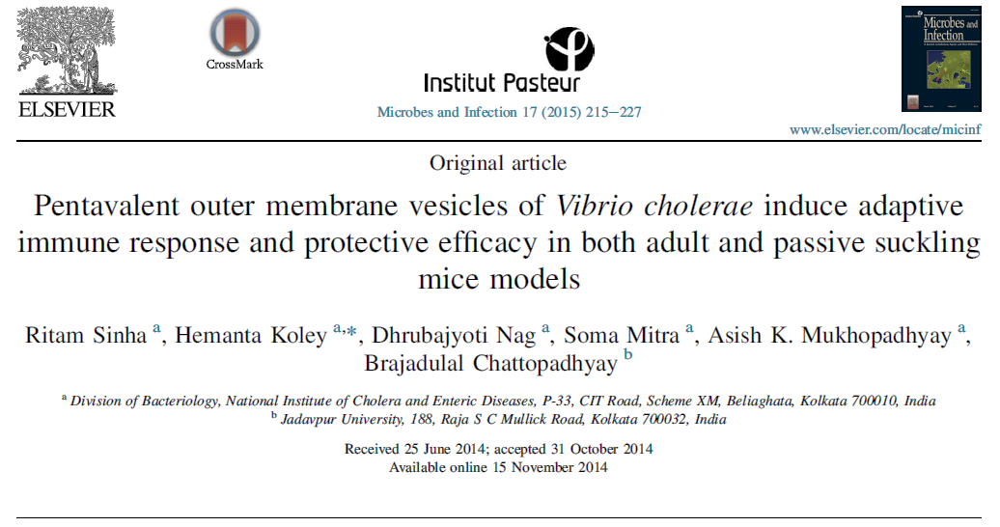 ELSEVIER
CrossMark
Institut Pasteur
Microbes and Infection 17 (2015) 215–227
Microbes and
Infection
www.elsevier.com/locate/micinf
Original article
Pentavalent outer membrane vesicles of Vibrio cholerae induce adaptive
immune response and protective efficacy in both adult and passive suckling
mice models
Ritam Sinha a, Hemanta Koley a,*, Dhrubajyoti Nag a, Soma Mitra a, Asish K. Mukhopadhyay a,
Brajadulal Chattopadhyay b
a Division of Bacteriology, National Institute of Cholera and Enteric Diseases, P-33, CIT Road, Scheme XM, Beliaghata, Kolkata 700010, India
b Jadavpur University, 188, Raja S C Mullick Road, Kolkata 700032, India
Received 25 June 2014; accepted 31 October 2014
Available online 15 November 2014